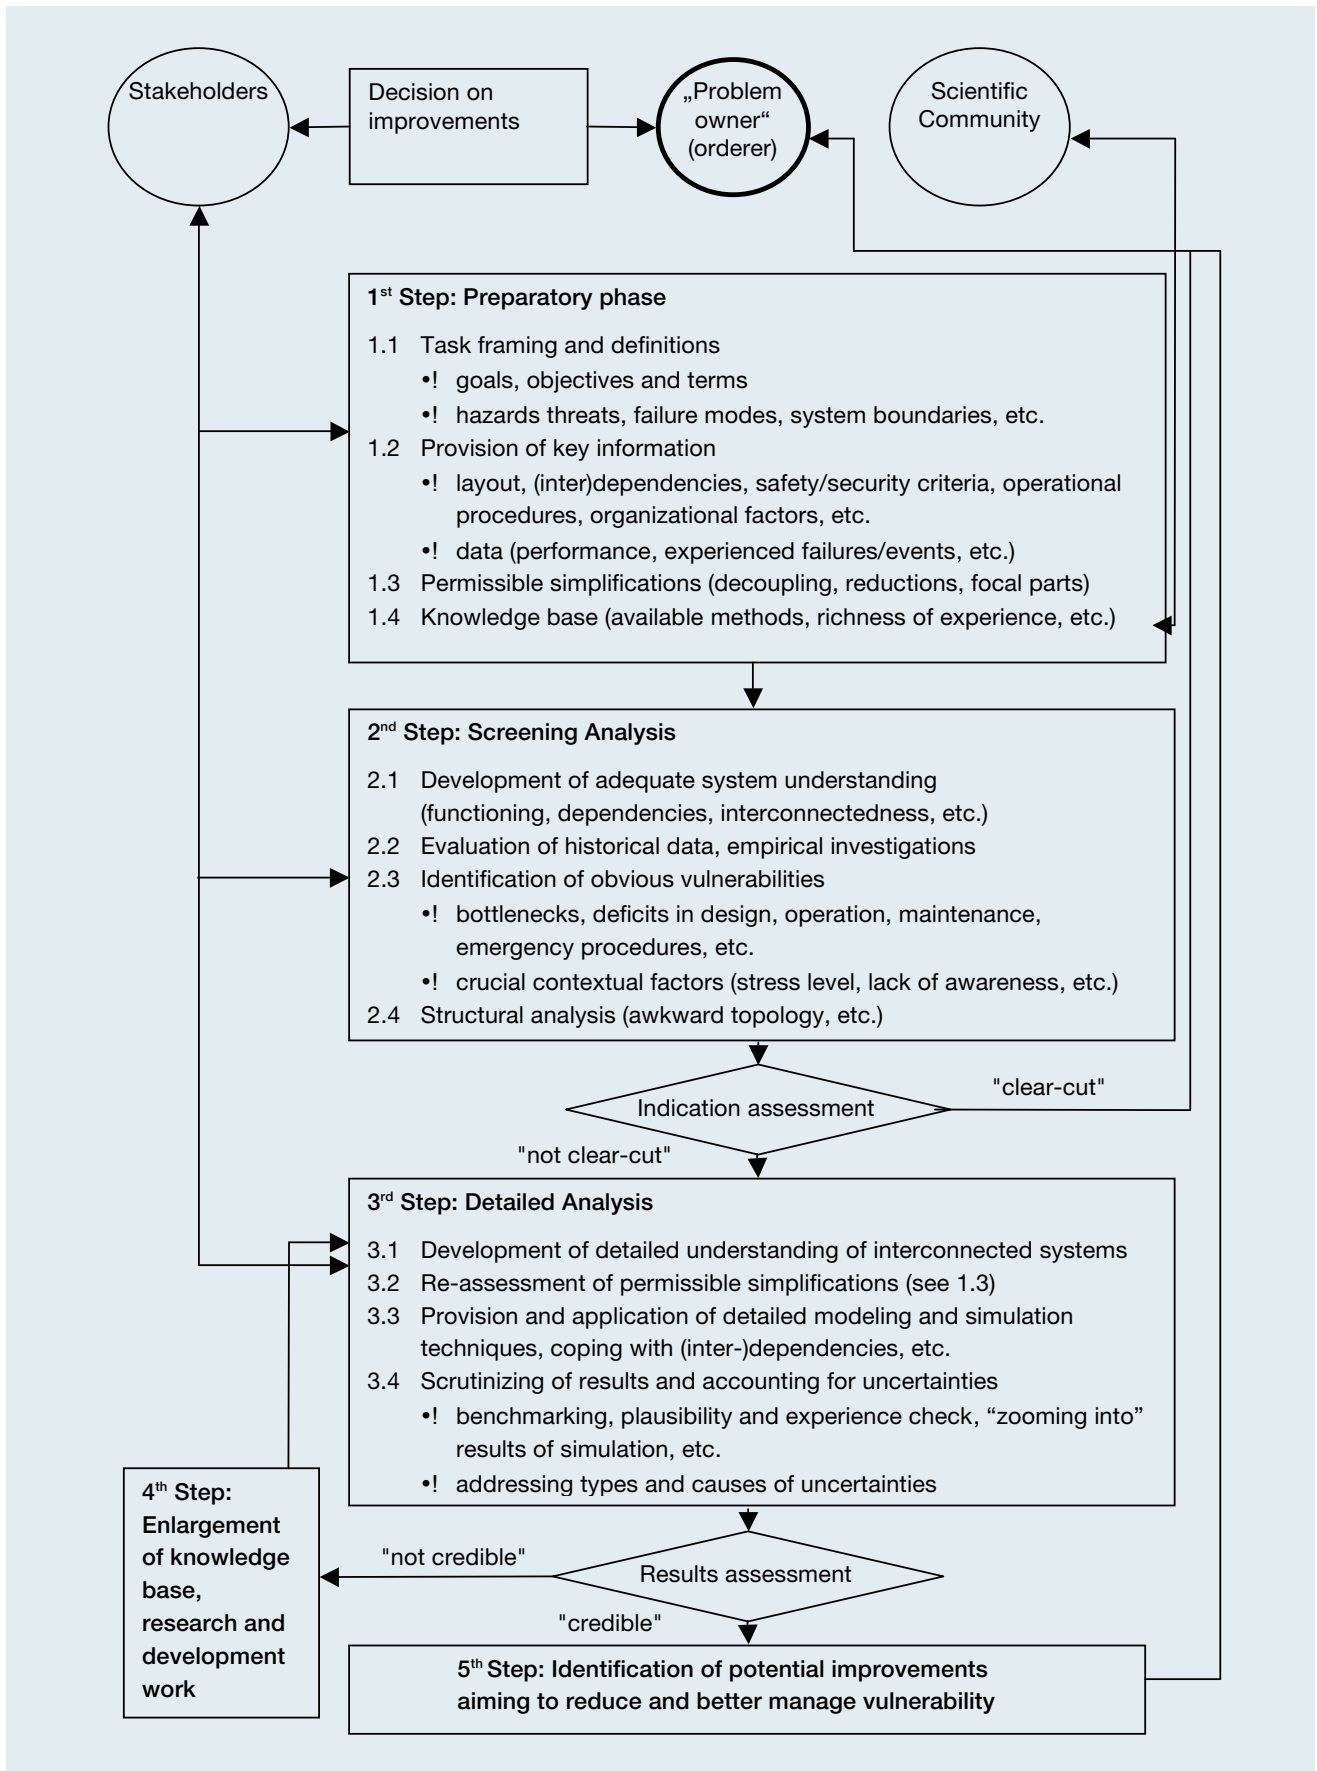 Stakeholders
Decision on
improvements
„Problem
owner“
(orderer)
Scientific
Community
1st Step: Preparatory phase
1.1 Task framing and definitions
•! goals, objectives and terms
•! hazards threats, failure modes, system boundaries, etc.
1.2 Provision of key information
•! layout, (inter)dependencies, safety/security criteria, operational
procedures, organizational factors, etc.
•! data (performance, experienced failures/events, etc.)
1.3 Permissible simplifications (decoupling, reductions, focal parts)
1.4 Knowledge base (available methods, richness of experience, etc.)
2nd Step: Screening Analysis
2.1 Development of adequate system understanding
(functioning, dependencies, interconnectedness, etc.)
2.2 Evaluation of historical data, empirical investigations
2.3 Identification of obvious vulnerabilities
•! bottlenecks, deficits in design, operation, maintenance,
emergency procedures, etc.
•! crucial contextual factors (stress level, lack of awareness, etc.)
2.4 Structural analysis (awkward topology, etc.)
"clear-cut"
Indication assessment
"not clear-cut"
3rd Step: Detailed Analysis
3.1 Development of detailed understanding of interconnected systems
3.2 Re-assessment of permissible simplifications (see 1.3)
3.3 Provision and application of detailed modeling and simulation
techniques, coping with (inter-)dependencies, etc.
3.4 Scrutinizing of results and accounting for uncertainties
•! benchmarking, plausibility and experience check, “zooming into”
results of simulation, etc.
•! addressing types and causes of uncertainties
4th Step:
Enlargement
of knowledge
base,
research and
development
work
"not credible"
Results assessment
"credible"
5th Step: Identification of potential improvements
aiming to reduce and better manage vulnerability